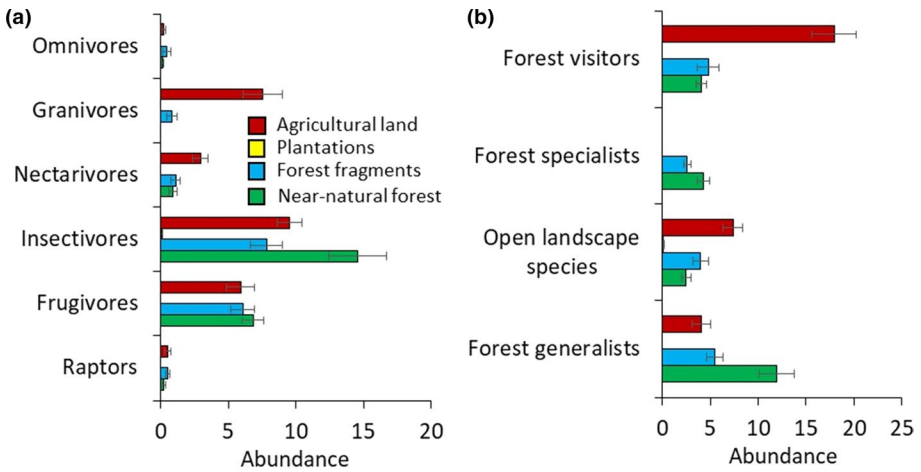 (a)
Omnivores
Granivores
Nectarivores
Insectivores
Frugivores
Raptors
Agricultural land
Plantations
Forest fragments
Near-natural forest
0 5 10 15 20
Abundance
(b)
Forest visitors
Forest specialists
Open landscape
species
Forest generalists
0 5 10 15 20 25
Abundance